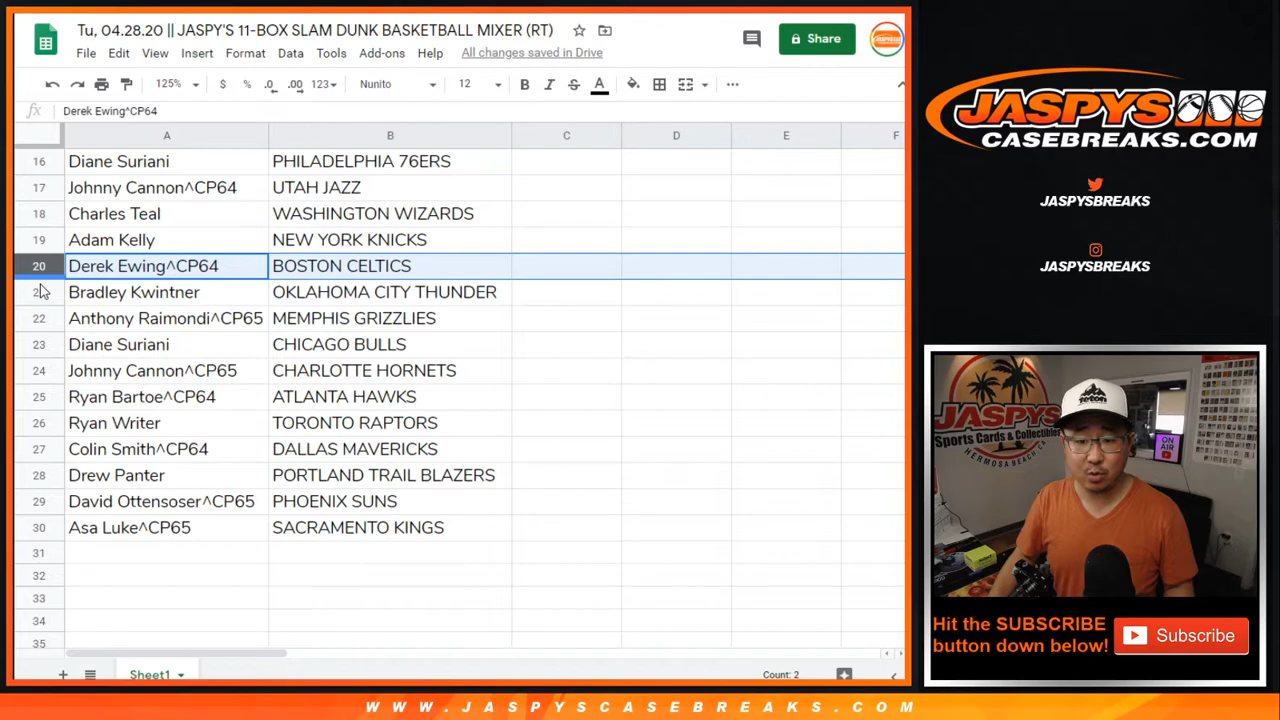 Tu, 04.28.20 || JASPY'S 11-BOX SLAM DUNK BASKETBALL MIXER (RT)
File Edit View Insert Format Data Tools Add-ons Help All changes saved in Drive
Share
125% $ % .0 .00 123 Nunito 12 B I S A
fx Derek Ewing^CP64
A B C D E F
16 Diane Suriani PHILADELPHIA 76ERS
17 Johnny Cannon^CP64 UTAH JAZZ
18 Charles Teal WASHINGTON WIZARDS
19 Adam Kelly NEW YORK KNICKS
20 Derek Ewing^CP64 BOSTON CELTICS
Bradley Kwintner OKLAHOMA CITY THUNDER
22 Anthony Raimondi^CP65 MEMPHIS GRIZZLIES
23 Diane Suriani CHICAGO BULLS
24 Johnny Cannon^CP65 CHARLOTTE HORNETS
25 Ryan Bartoe^CP64 ATLANTA HAWKS
26 Ryan Writer TORONTO RAPTORS
27 Colin Smith^CP64 DALLAS MAVERICKS
28 Drew Panter PORTLAND TRAIL BLAZERS
29 David Ottensoser^CP65 PHOENIX SUNS
30 Asa Luke^CP65 SACRAMENTO KINGS
31
32
33
34
35
Sheet1 Count: 2
JASPYS
CASEBREAKS.COM
JASPYSBREAKS
JASPYSBREAKS
JASPYS
Sports Cards & Collectibles
HERMOSA BEACH
TETON
ON AIR
Hit the SUBSCRIBE
button down below!
Subscribe
WWW.JASPYSCASEBREAKS.COM